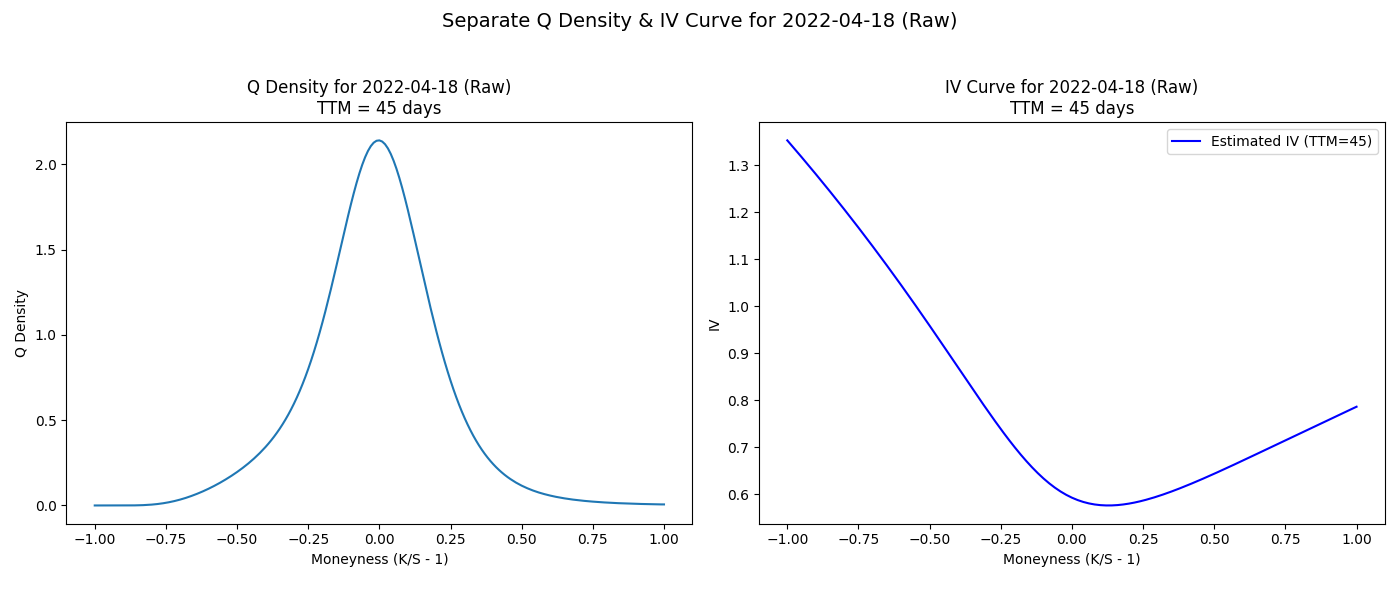 Separate Q Density & IV Curve for 2022-04-18 (Raw)
Q Density for 2022-04-18 (Raw)
TTM = 45 days
Q Density
2.0
1.5
1.0
0.5
0.0
−1.00 −0.75 −0.50 −0.25 0.00 0.25 0.50 0.75 1.00
Moneyness (K/S - 1)
IV Curve for 2022-04-18 (Raw)
TTM = 45 days
Estimated IV (TTM=45)
IV
1.3
1.2
1.1
1.0
0.9
0.8
0.7
0.6
−1.00 −0.75 −0.50 −0.25 0.00 0.25 0.50 0.75 1.00
Moneyness (K/S - 1)